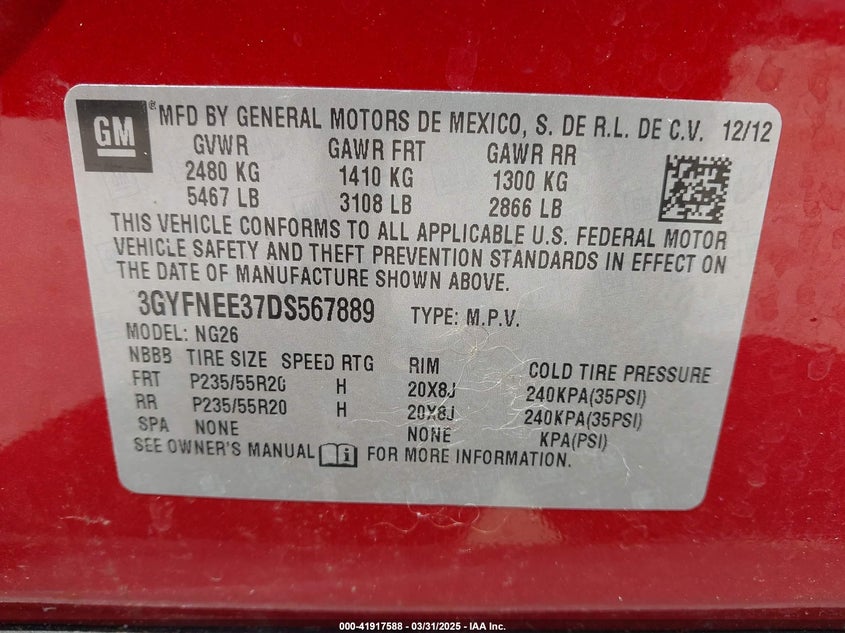 GM
® MFD BY GENERAL MOTORS DE MEXICO, S. DE R.L. DE C.V. 12/12
GVWR GAWR FRT GAWR RR
2480 KG 1410 KG 1300 KG
5467 LB 3108 LB 2866 LB
THIS VEHICLE CONFORMS TO ALL APPLICABLE U.S. FEDERAL MOTOR
VEHICLE SAFETY AND THEFT PREVENTION STANDARDS IN EFFECT ON
THE DATE OF MANUFACTURE SHOWN ABOVE.
3GYFNEE37DS567889 TYPE: M.P.V.
MODEL: NG26
NBBB TIRE SIZE SPEED RTG RIM COLD TIRE PRESSURE
FRT P235/55R20 H 20X8J 240KPA(35PSI)
RR P235/55R20 H 20X8J 240KPA(35PSI)
SPA NONE NONE KPA(PSI)
SEE OWNER'S MANUAL i FOR MORE INFORMATION.
000-41917588 - 03/31/2025 - IAA Inc.